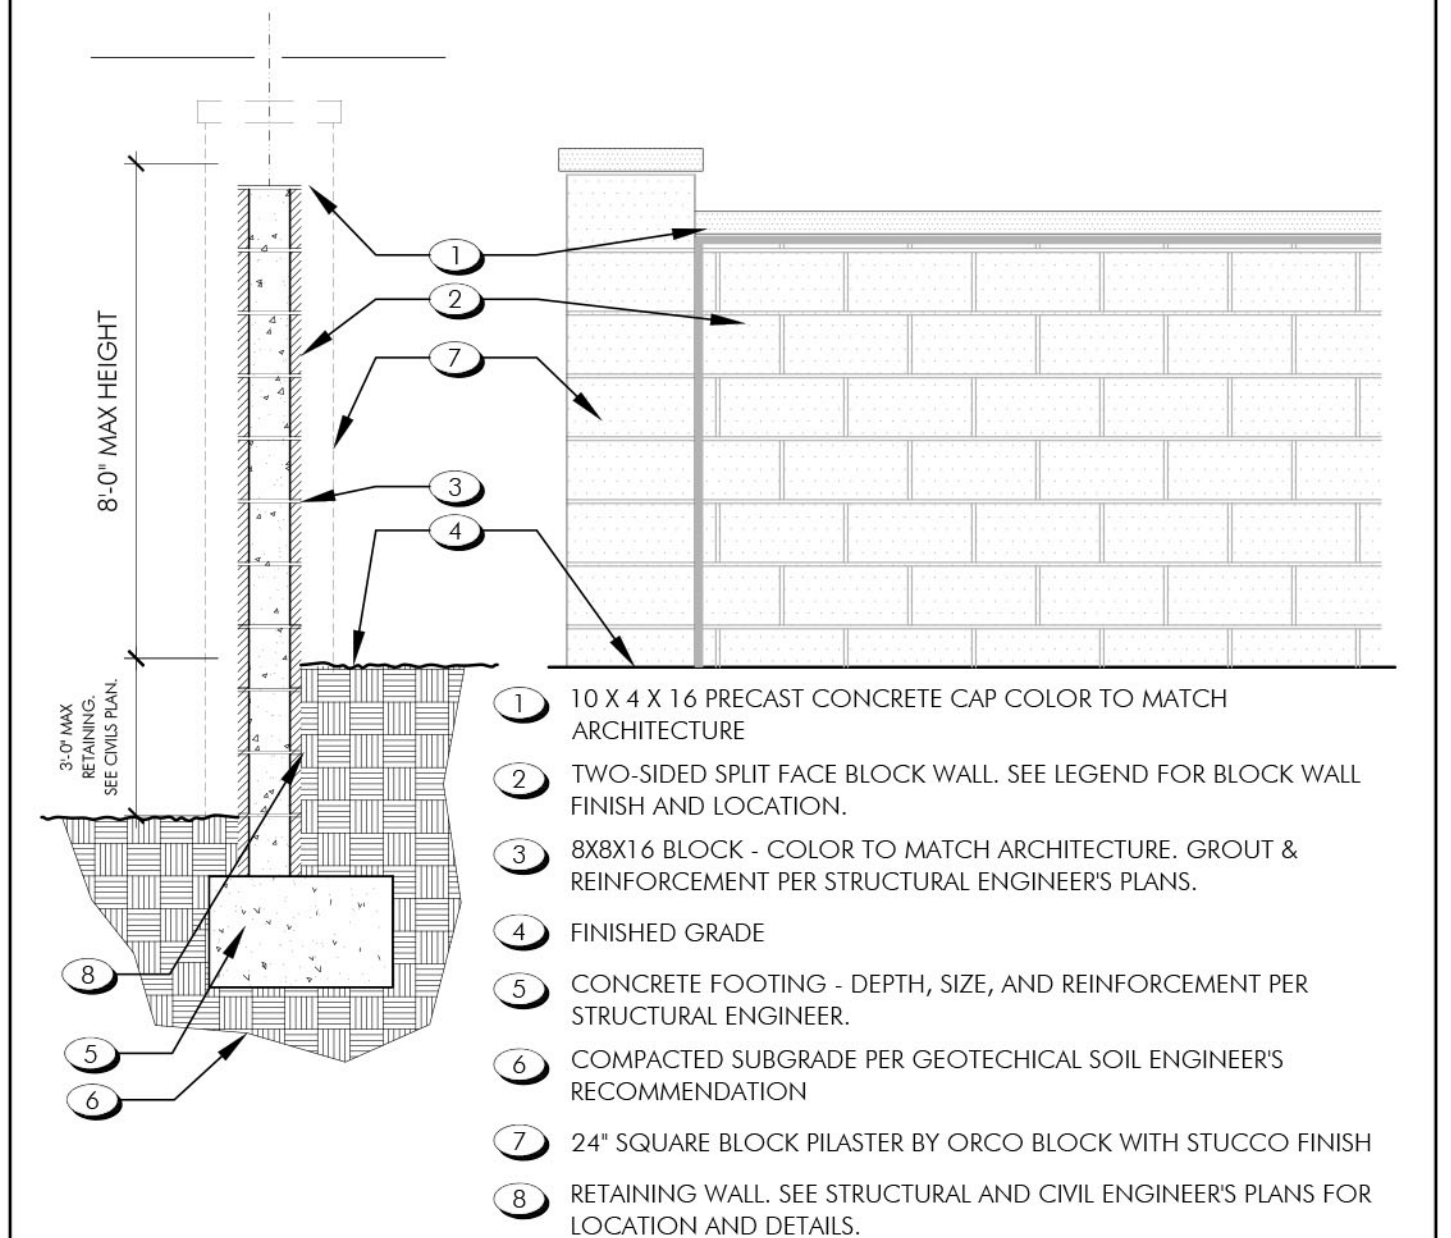 1
2
7
3
4
8'-0" MAX HEIGHT
3'-0" MAX
RETAINING.
SEE CIVILS PLAN.
8
5
6
1 10 X 4 X 16 PRECAST CONCRETE CAP COLOR TO MATCH
ARCHITECTURE
2 TWO-SIDED SPLIT FACE BLOCK WALL. SEE LEGEND FOR BLOCK WALL
FINISH AND LOCATION.
3 8X8X16 BLOCK - COLOR TO MATCH ARCHITECTURE. GROUT &
REINFORCEMENT PER STRUCTURAL ENGINEER'S PLANS.
4 FINISHED GRADE
5 CONCRETE FOOTING - DEPTH, SIZE, AND REINFORCEMENT PER
STRUCTURAL ENGINEER.
6 COMPACTED SUBGRADE PER GEOTECHICAL SOIL ENGINEER'S
RECOMMENDATION
7 24" SQUARE BLOCK PILASTER BY ORCO BLOCK WITH STUCCO FINISH
8 RETAINING WALL. SEE STRUCTURAL AND CIVIL ENGINEER'S PLANS FOR
LOCATION AND DETAILS.